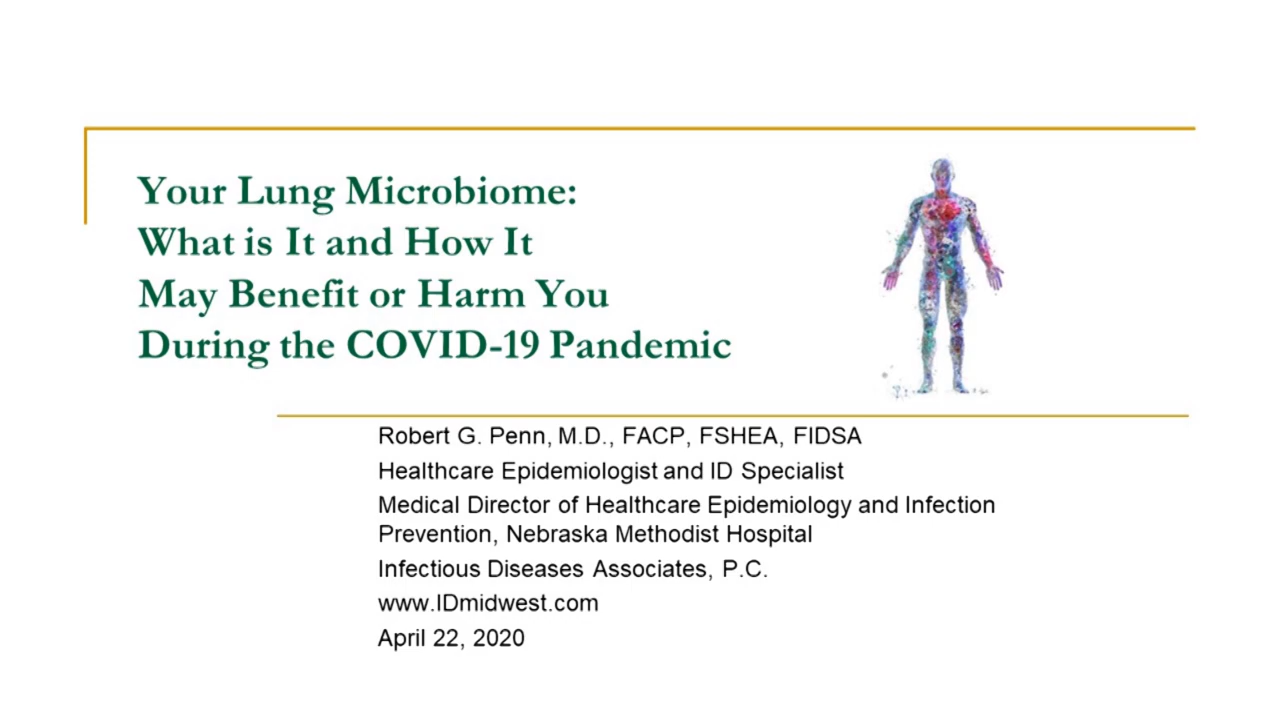 Your Lung Microbiome:
What is It and How It
May Benefit or Harm You
During the COVID-19 Pandemic
Robert G. Penn, M.D., FACP, FSHEA, FIDSA
Healthcare Epidemiologist and ID Specialist
Medical Director of Healthcare Epidemiology and Infection
Prevention, Nebraska Methodist Hospital
Infectious Diseases Associates, P.C.
www.IDmidwest.com
April 22, 2020